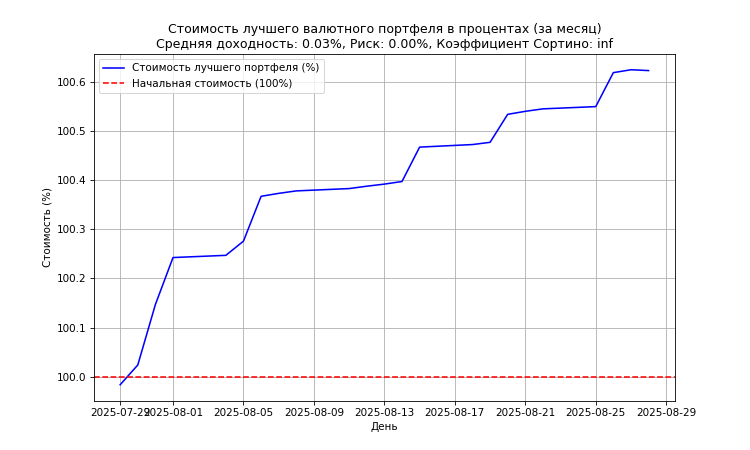 Стоимость лучшего валютного портфеля в процентах (за месяц)
Средняя доходность: 0.03%, Риск: 0.00%, Коэффициент Сортино: inf
Стоимость лучшего портфеля (%)
Начальная стоимость (100%)
Стоимость (%)
100.6
100.5
100.4
100.3
100.2
100.1
100.0
2025-07-29 2025-08-01 2025-08-05 2025-08-09 2025-08-13 2025-08-17 2025-08-21 2025-08-25 2025-08-29
День